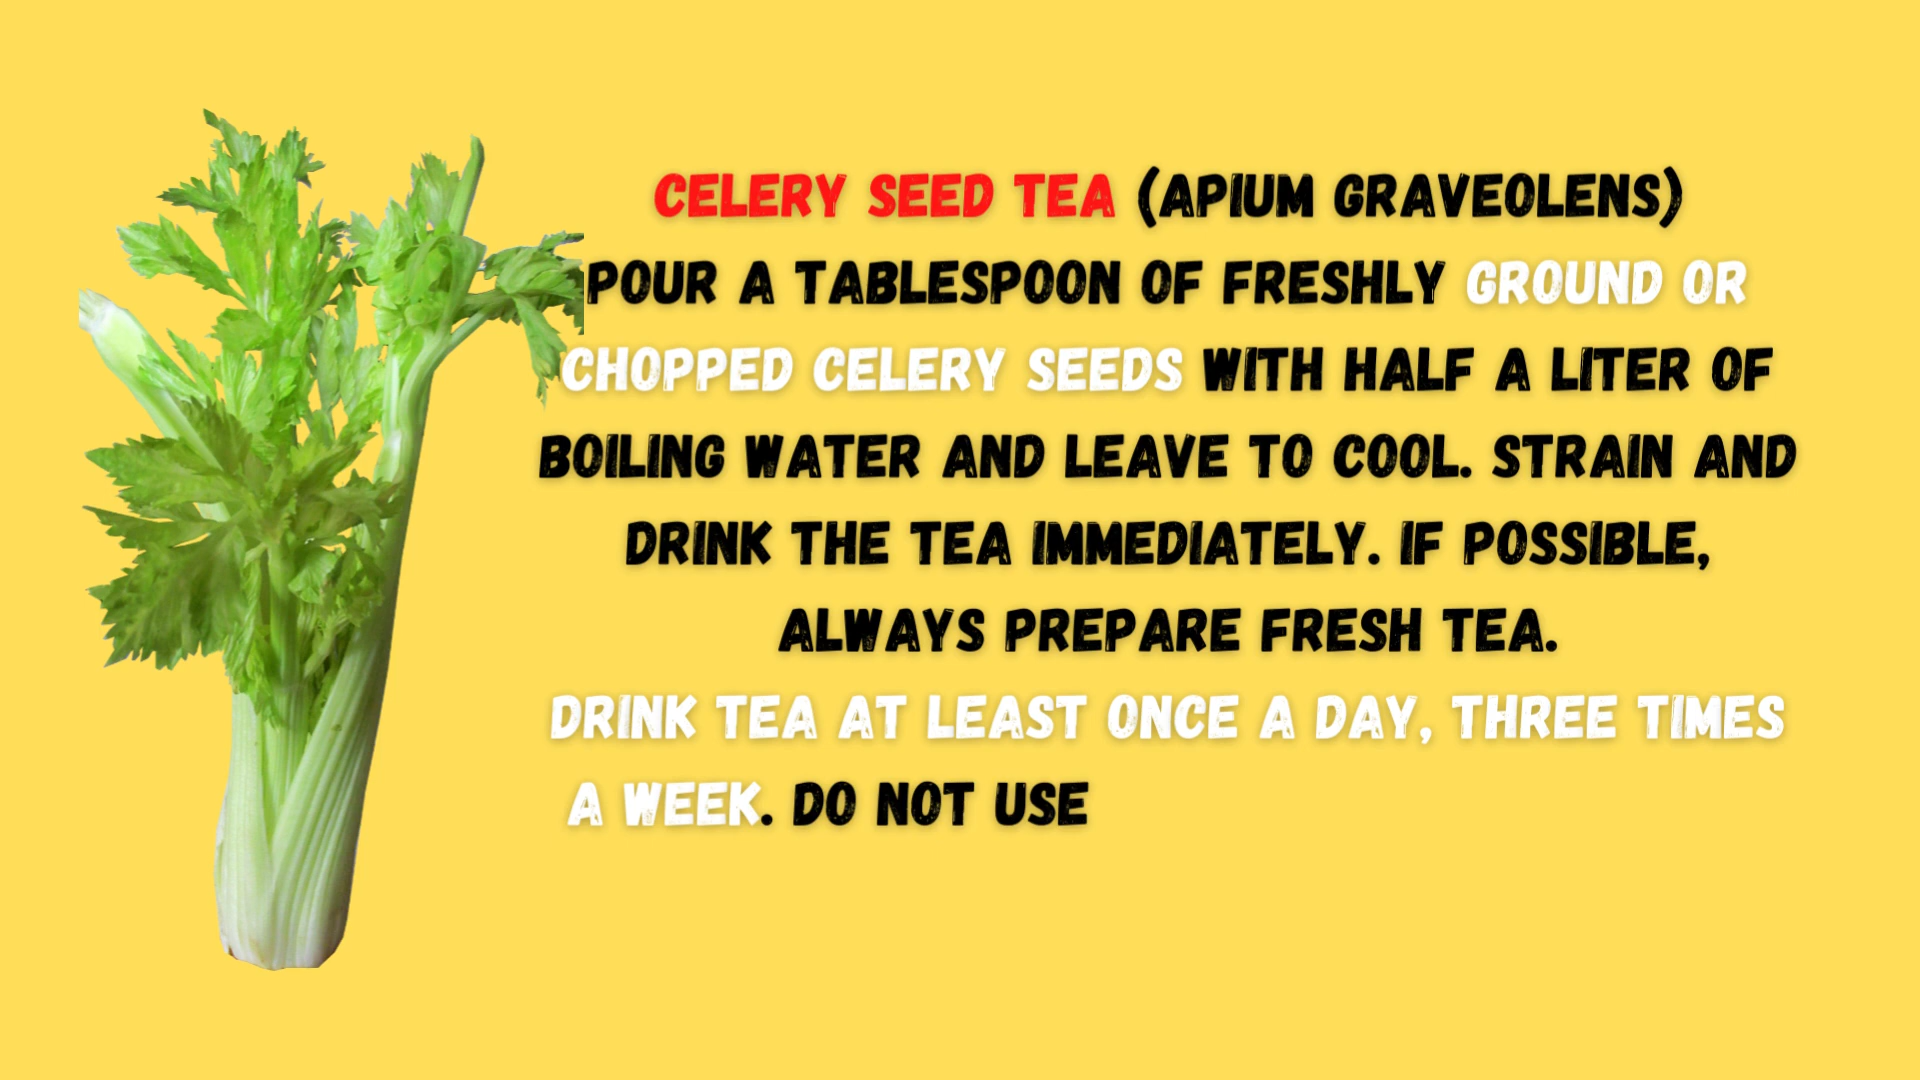 CELERY SEED TEA (APIUM GRAVEOLENS)
POUR A TABLESPOON OF FRESHLY GROUND OR
CHOPPED CELERY SEEDS WITH HALF A LITER OF
BOILING WATER AND LEAVE TO COOL. STRAIN AND
DRINK THE TEA IMMEDIATELY. IF POSSIBLE,
ALWAYS PREPARE FRESH TEA.
DRINK TEA AT LEAST ONCE A DAY, THREE TIMES
A WEEK. DO NOT USE